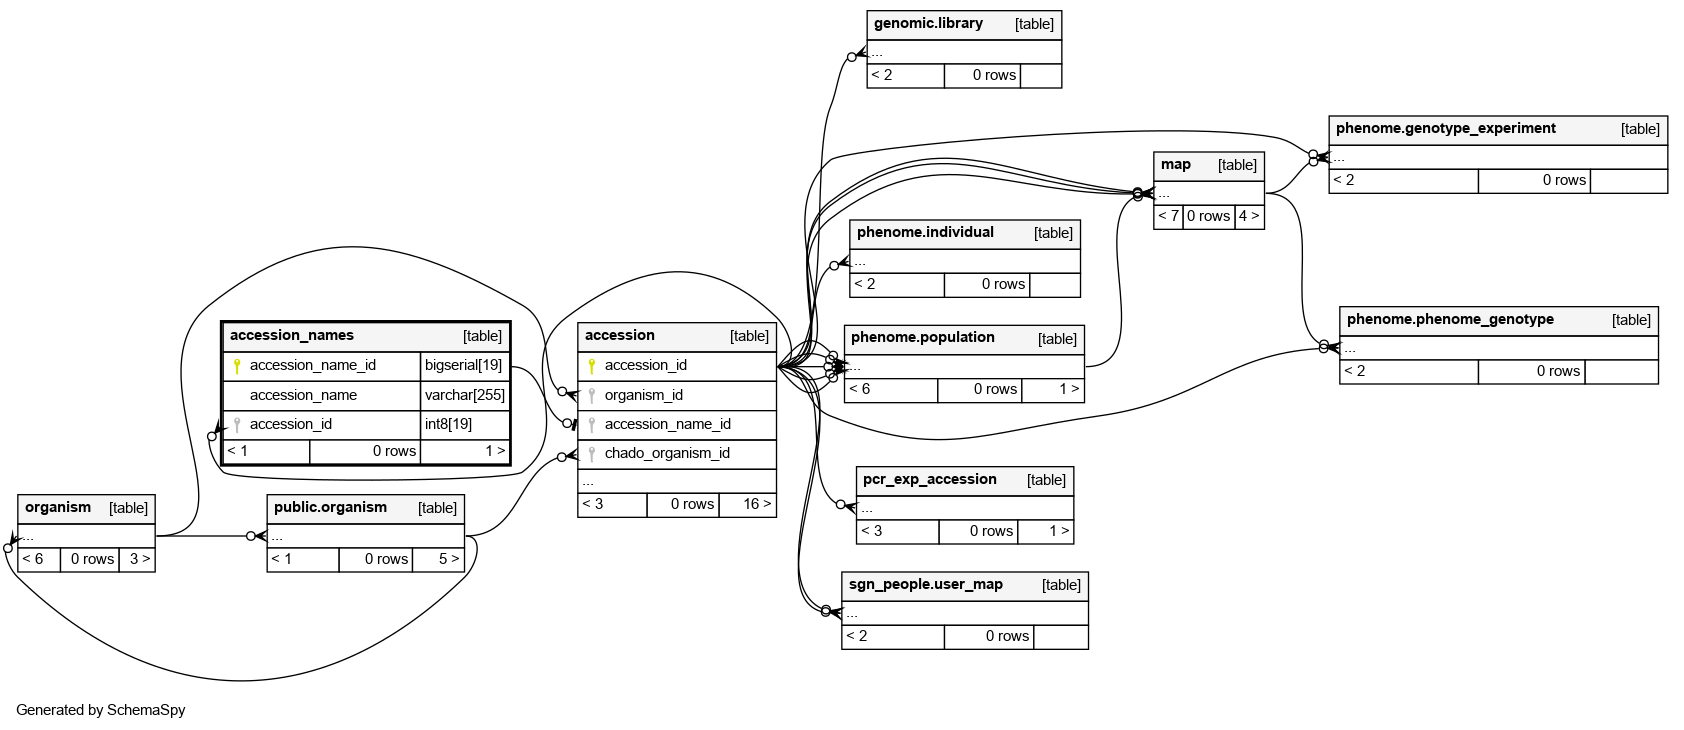 genomic.library [table]
...
< 2 0 rows
phenome.genotype_experiment [table]
...
< 2 0 rows
map [table]
...
< 7 0 rows 4 >
phenome.individual [table]
...
< 2 0 rows
accession_names [table]
accession_name_id bigserial[19]
accession_name varchar[255]
accession_id int8[19]
< 1 0 rows 1 >
accession [table]
accession_id
organism_id
accession_name_id
chado_organism_id
...
< 3 0 rows 16 >
phenome.population [table]
...
< 6 0 rows 1 >
phenome.phenome_genotype [table]
...
< 2 0 rows
pcr_exp_accession [table]
...
< 3 0 rows 1 >
organism [table]
...
< 6 0 rows 3 >
public.organism [table]
...
< 1 0 rows 5 >
sgn_people.user_map [table]
...
< 2 0 rows
Generated by SchemaSpy